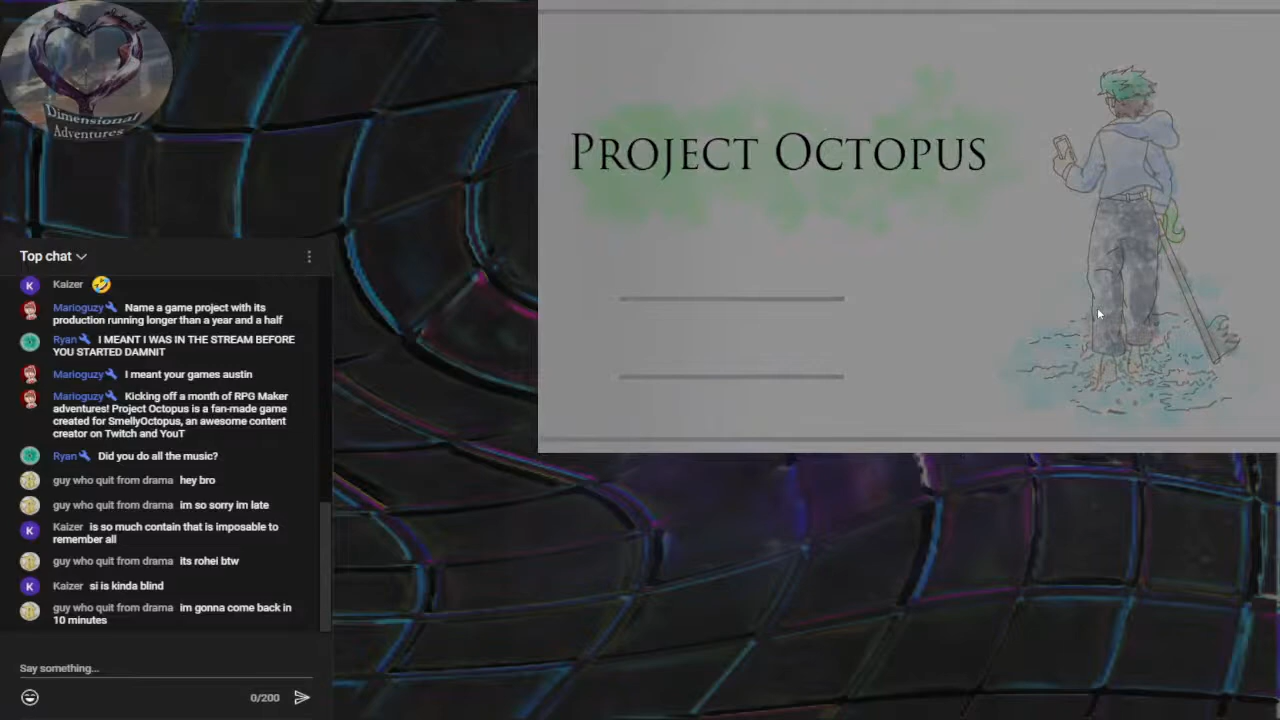 Dimensional
Adventures
PROJECT OCTOPUS
Top chat
K Kaizer
Marioguzy Name a game project with its
production running longer than a year and a half
Ryan I MEANT I WAS IN THE STREAM BEFORE
YOU STARTED DAMNIT
Marioguzy I meant your games austin
Marioguzy Kicking off a month of RPG Maker
adventures! Project Octopus is a fan-made game
created for SmellyOctopus, an awesome content
creator on Twitch and YouT
Ryan Did you do all the music?
guy who quit from drama hey bro
guy who quit from drama im so sorry im late
K Kaizer is so much contain that is imposable to
remember all
guy who quit from drama its rohei btw
K Kaizer si is kinda blind
guy who quit from drama im gonna come back in
10 minutes
Say something...
0/200